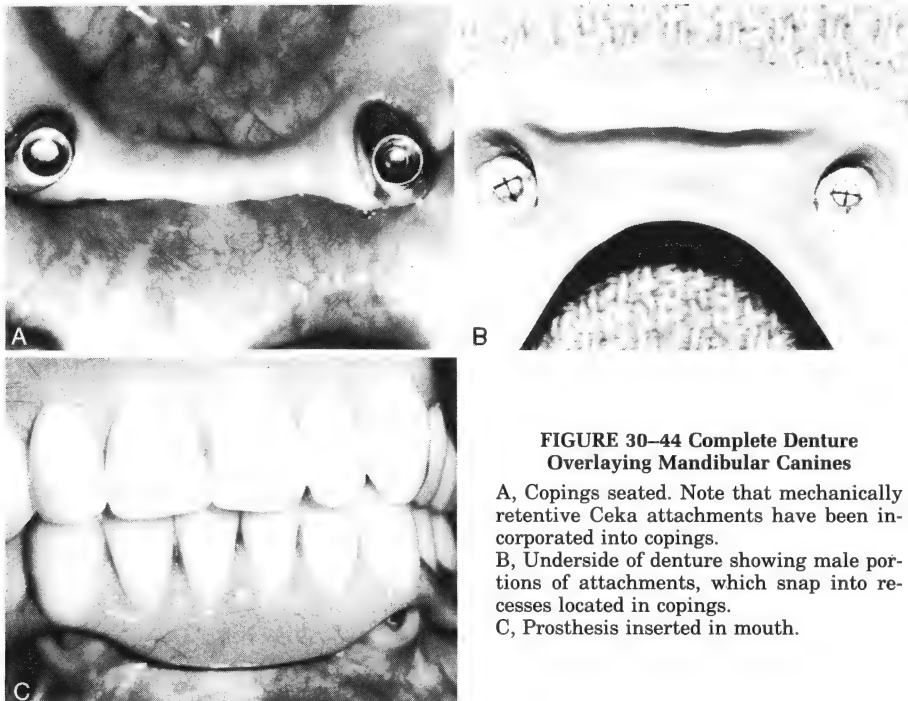 A
B
C
FIGURE 30–44 Complete Denture
Overlaying Mandibular Canines
A, Copings seated. Note that mechanically
retentive Ceka attachments have been in-
corporated into copings.
B, Underside of denture showing male por-
tions of attachments, which snap into re-
cesses located in copings.
C, Prosthesis inserted in mouth.